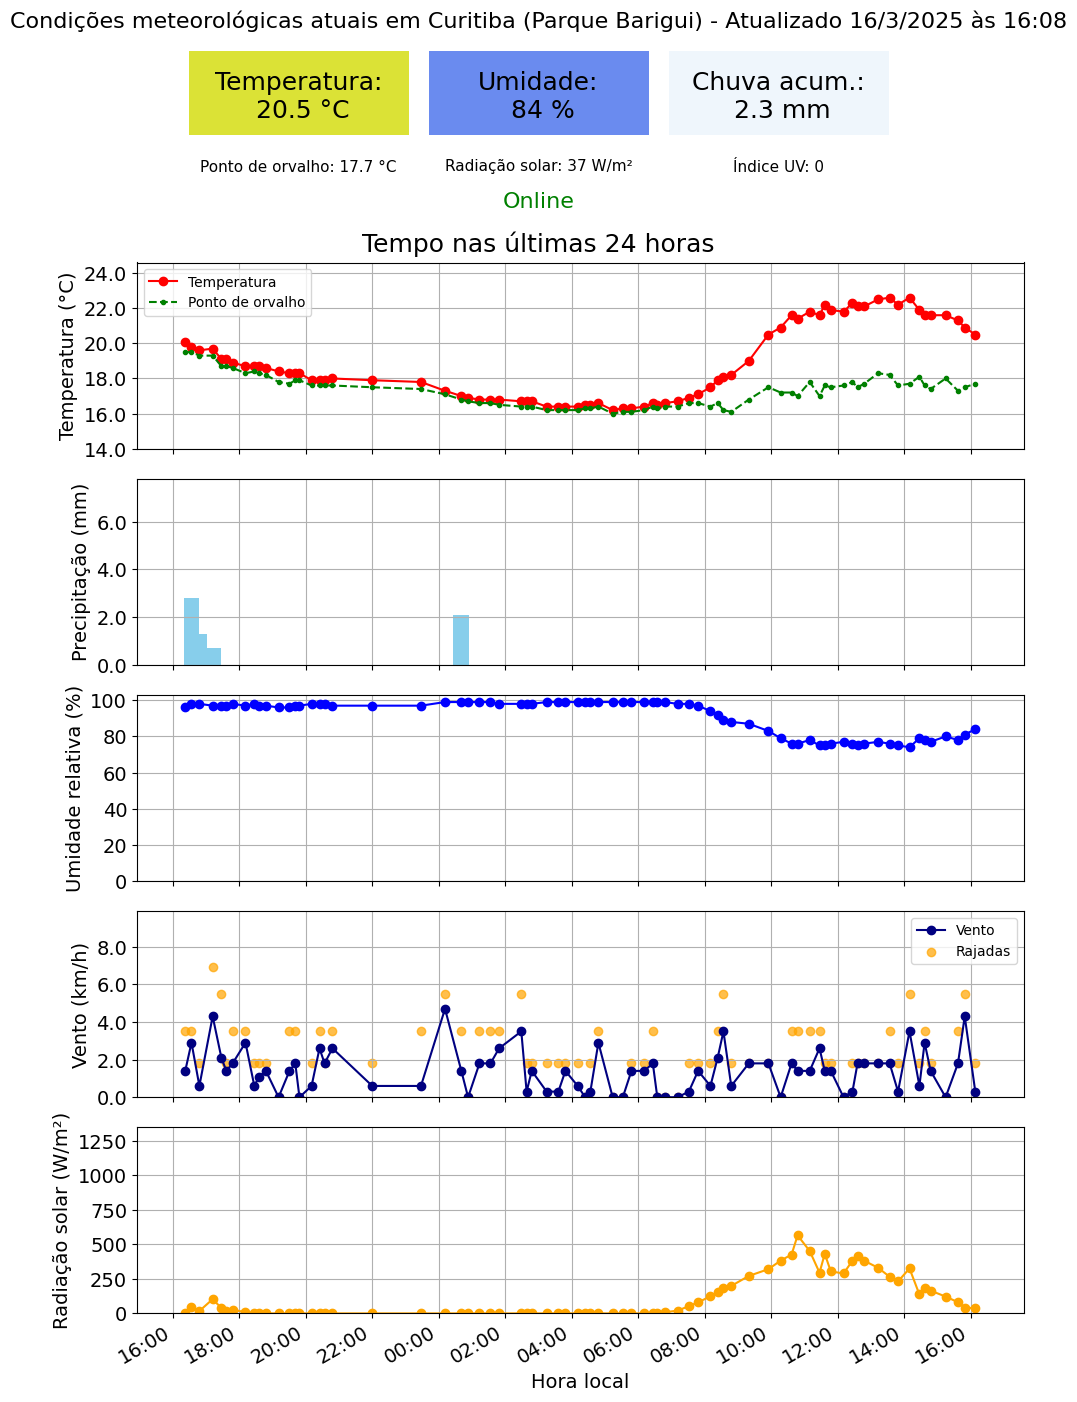 Condições meteorológicas atuais em Curitiba (Parque Barigui) - Atualizado 16/3/2025 às 16:08
Temperatura:
20.5 °C
Umidade:
84 %
Chuva acum.:
2.3 mm
Ponto de orvalho: 17.7 °C
Radiação solar: 37 W/m²
Índice UV: 0
Online
Tempo nas últimas 24 horas
Temperatura (°C)
24.0
22.0
20.0
18.0
16.0
14.0
Temperatura
Ponto de orvalho
Precipitação (mm)
6.0
4.0
2.0
0.0
Umidade relativa (%)
100
80
60
40
20
0
Vento (km/h)
8.0
6.0
4.0
2.0
0.0
Vento
Rajadas
Radiação solar (W/m²)
1250
1000
750
500
250
0
16:00
18:00
20:00
22:00
00:00
02:00
04:00
06:00
08:00
10:00
12:00
14:00
16:00
Hora local